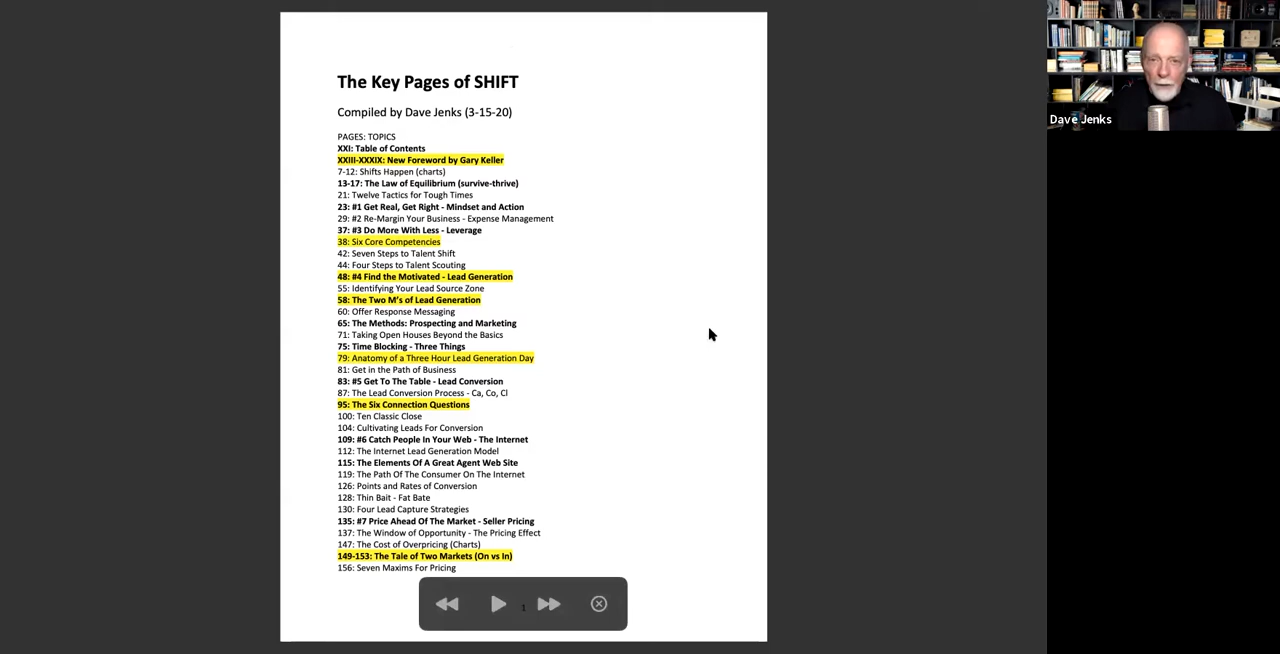 The Key Pages of SHIFT
Compiled by Dave Jenks (3-15-20)
PAGES: TOPICS
XXI: Table of Contents
XXIII-XXXIX: New Foreword by Gary Keller
7-12: Shifts Happen (charts)
13-17: The Law of Equilibrium (survive-thrive)
21: Twelve Tactics for Tough Times
23: #1 Get Real, Get Right - Mindset and Action
29: #2 Re-Margin Your Business - Expense Management
37: #3 Do More With Less - Leverage
38: Six Core Competencies
42: Seven Steps to Talent Shift
44: Four Steps to Talent Scouting
48: #4 Find the Motivated - Lead Generation
55: Identifying Your Lead Source Zone
58: The Two M's of Lead Generation
60: Offer Response Messaging
65: The Methods: Prospecting and Marketing
71: Taking Open Houses Beyond the Basics
75: Time Blocking - Three Things
79: Anatomy of a Three Hour Lead Generation Day
81: Get in the Path of Business
83: #5 Get To The Table - Lead Conversion
87: The Lead Conversion Process - Ca, Co, Cl
95: The Six Connection Questions
100: Ten Classic Close
104: Cultivating Leads For Conversion
109: #6 Catch People In Your Web - The Internet
112: The Internet Lead Generation Model
115: The Elements Of A Great Agent Web Site
119: The Path Of The Consumer On The Internet
126: Points and Rates of Conversion
128: Thin Bait - Fat Bate
130: Four Lead Capture Strategies
135: #7 Price Ahead Of The Market - Seller Pricing
137: The Window of Opportunity - The Pricing Effect
147: The Cost of Overpricing (Charts)
149-153: The Tale of Two Markets (On vs In)
156: Seven Maxims For Pricing
1
Dave Jenks